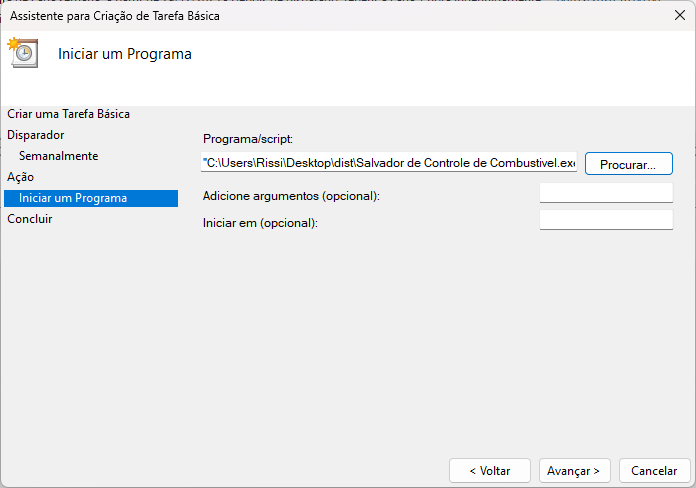 Assistente para Criação de Tarefa Básica
Iniciar um Programa
Criar uma Tarefa Básica
Disparador
Semanalmente
Ação
Iniciar um Programa
Concluir
Programa/script:
"C:\Users\Rissi\Desktop\dist\Salvador de Controle de Combustivel.exe
Procurar...
Adicione argumentos (opcional):
Iniciar em (opcional):
< Voltar
Avançar >
Cancelar